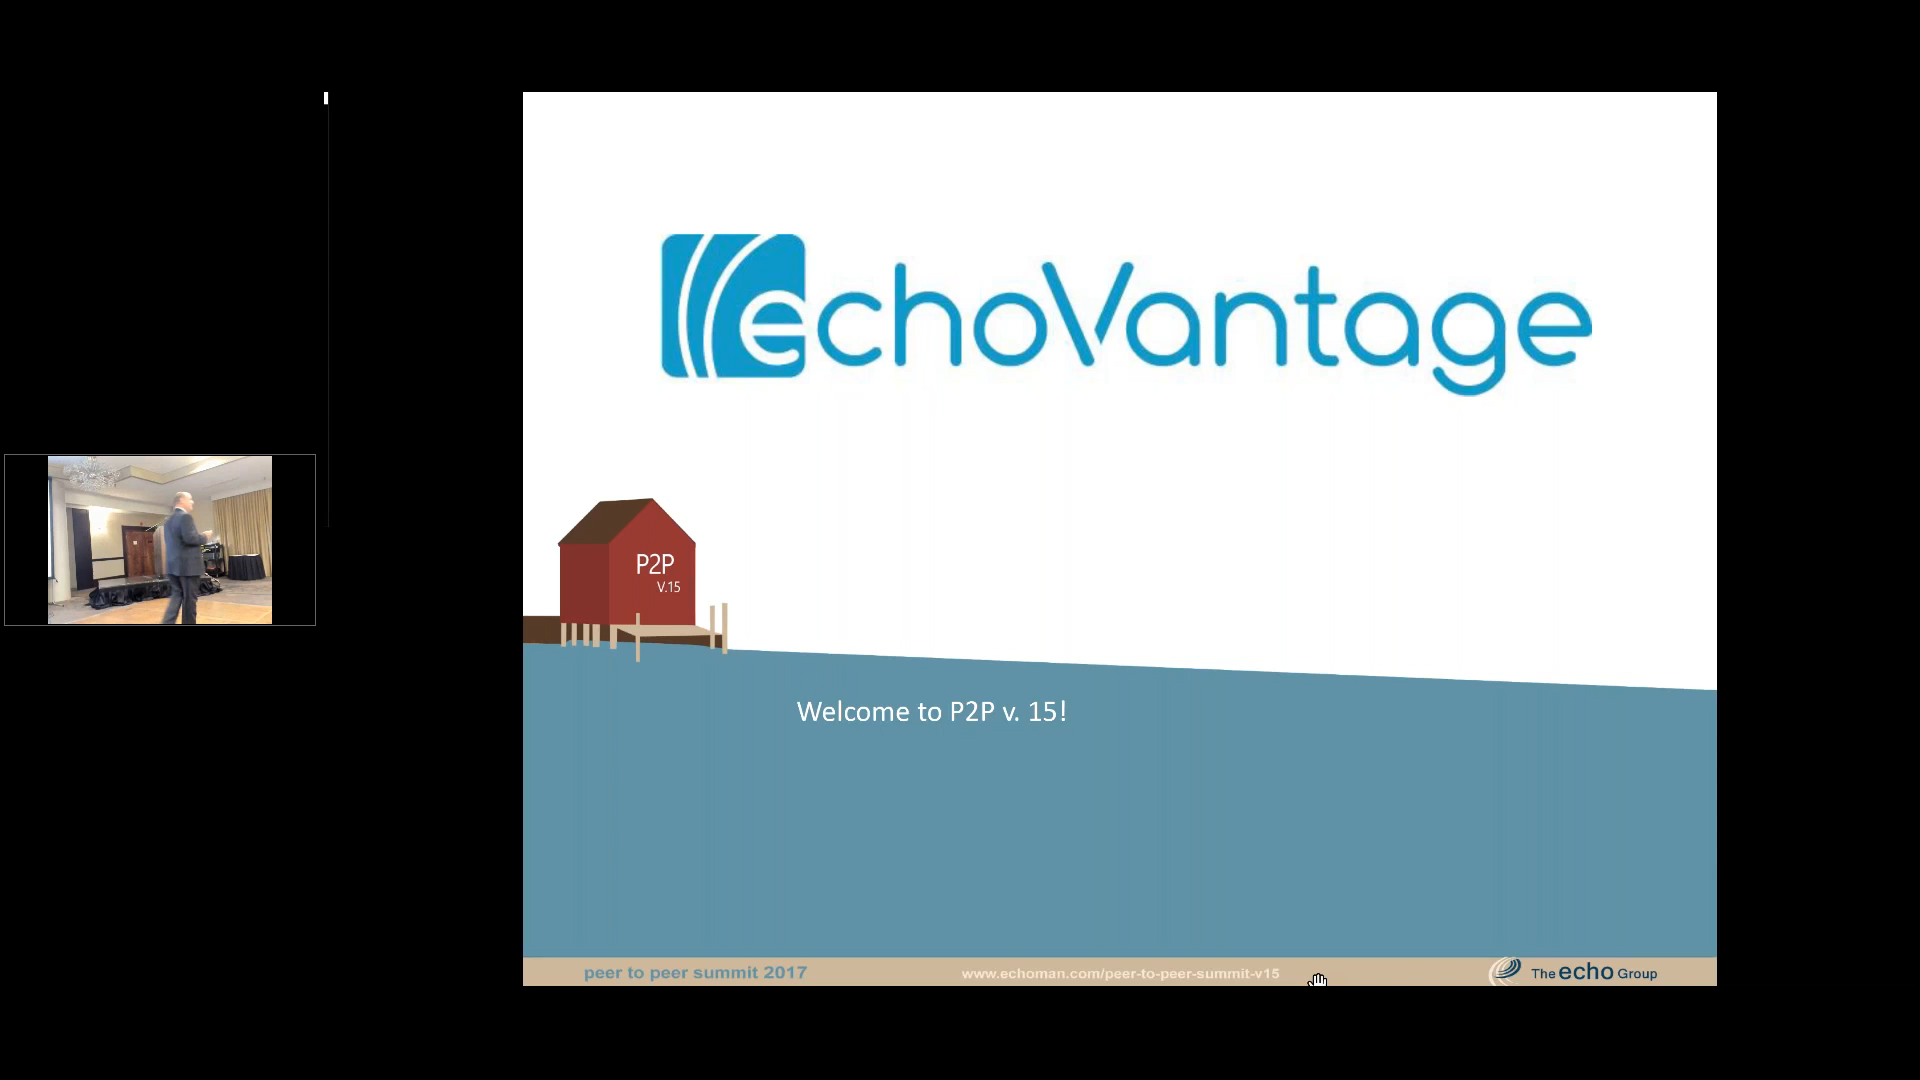 echoVantage
P2P
V.15
Welcome to P2P v. 15!
peer to peer summit 2017
www.echoman.com/peer-to-peer-summit-v15
The echo Group